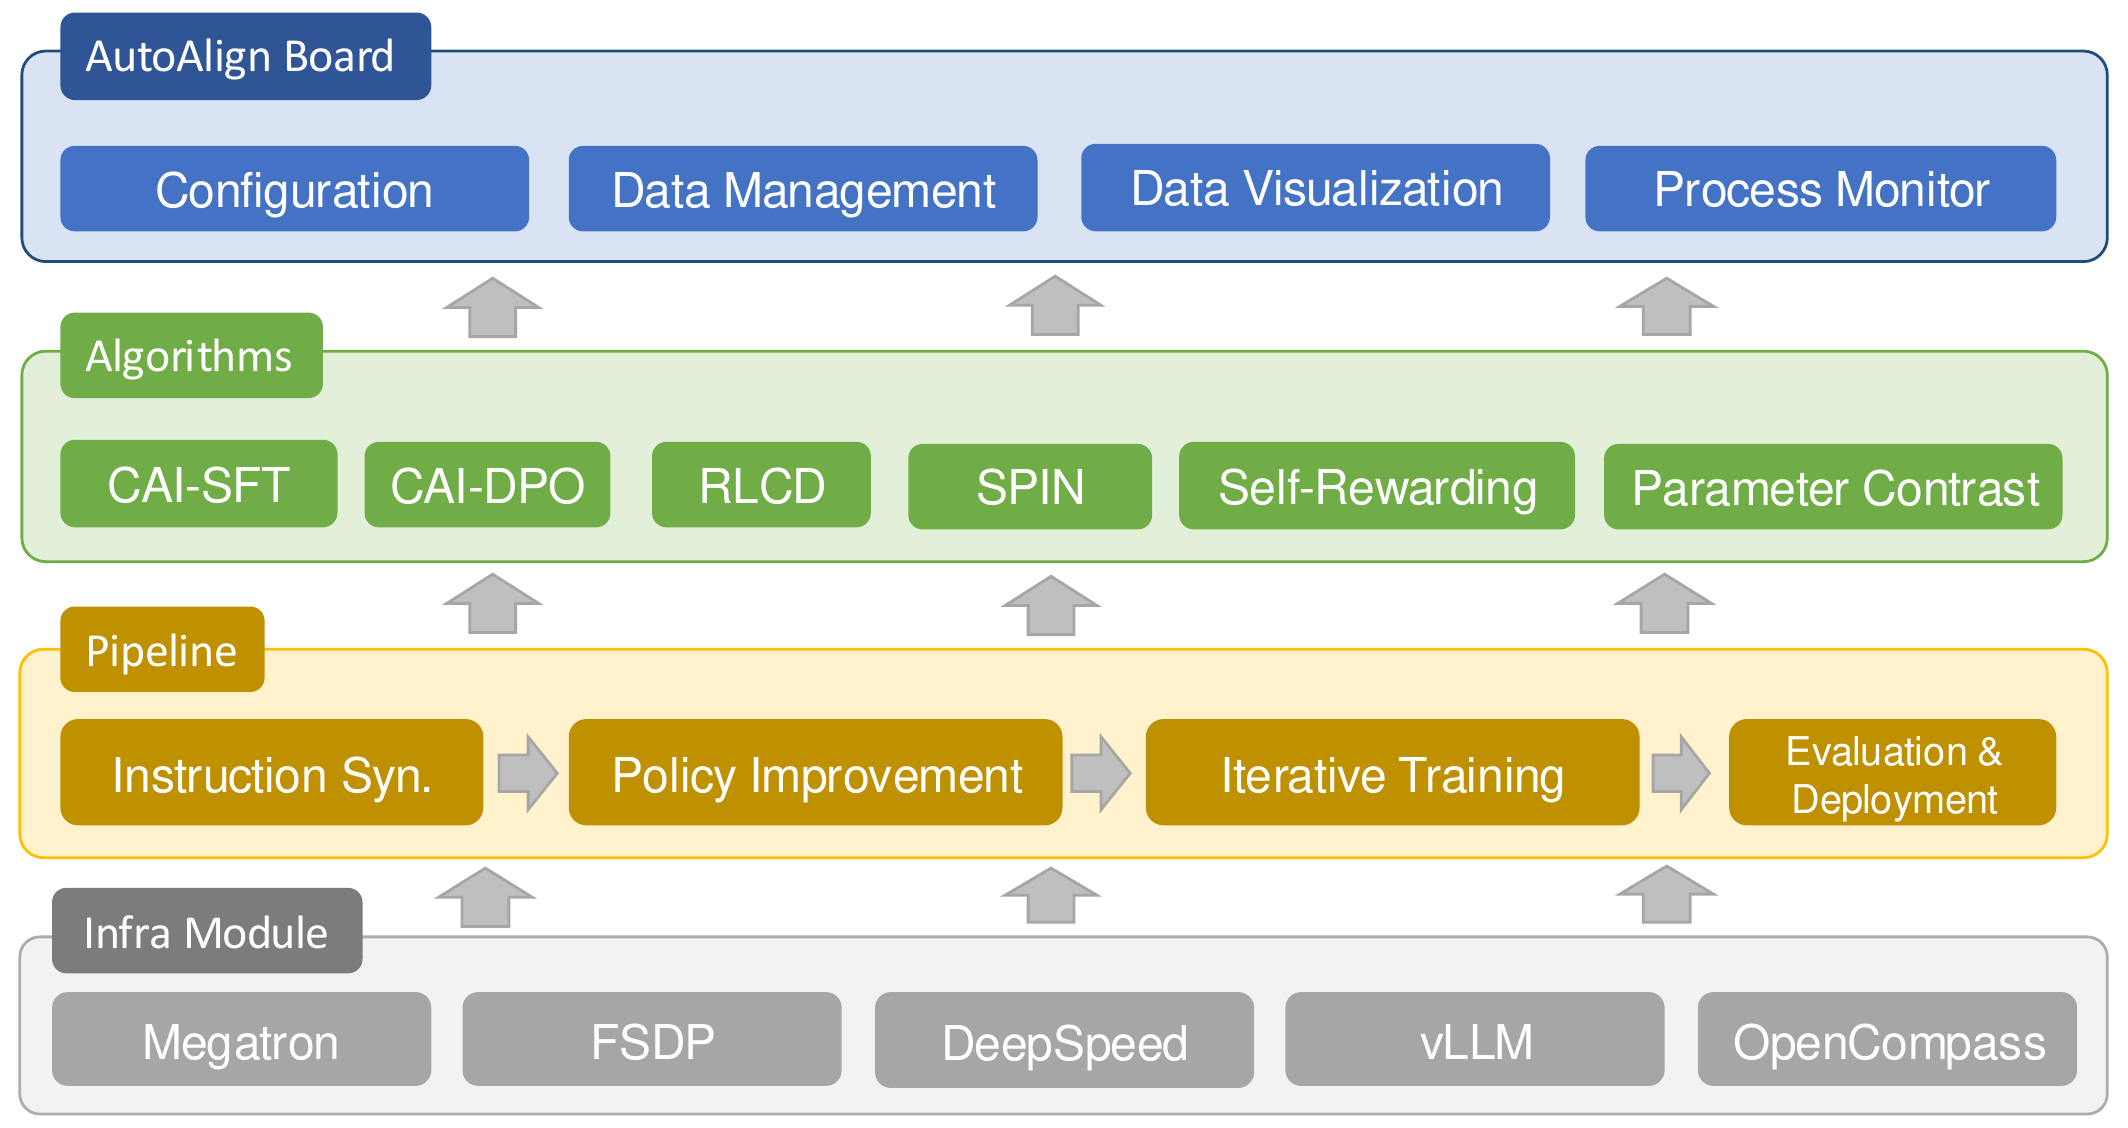 AutoAlign Board
Configuration
Data Management
Data Visualization
Process Monitor
Algorithms
CAI-SFT
CAI-DPO
RLCD
SPIN
Self-Rewarding
Parameter Contrast
Pipeline
Instruction Syn.
Policy Improvement
Iterative Training
Evaluation &
Deployment
Infra Module
Megatron
FSDP
DeepSpeed
vLLM
OpenCompass